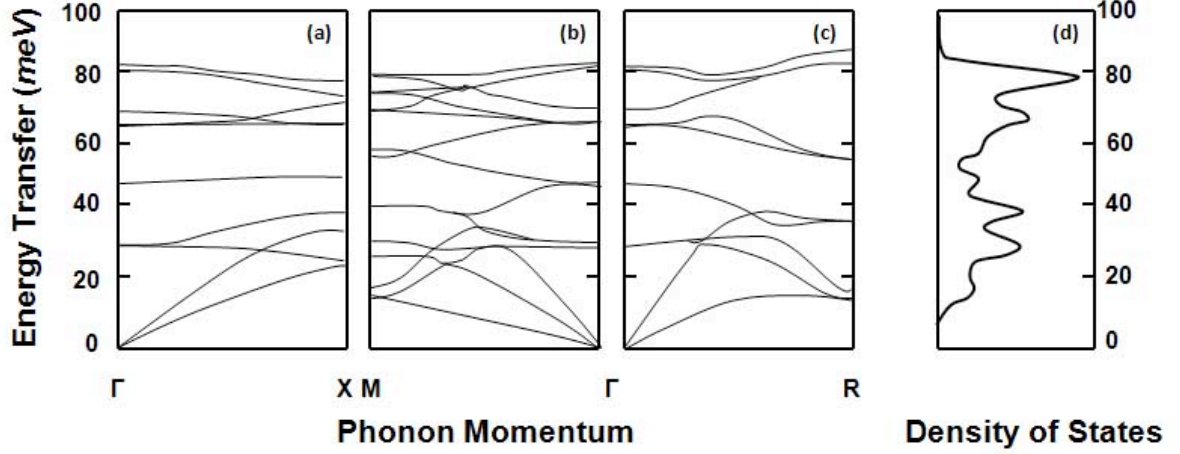 Energy Transfer (meV)
100
80
60
40
20
0
(a)
(b)
(c)
(d)
100
80
60
40
20
0
Γ
X
M
Γ
R
Phonon Momentum
Density of States